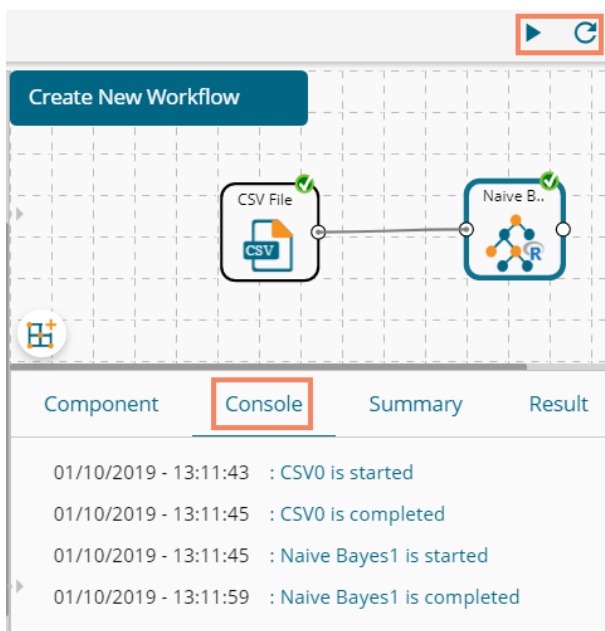 Create New Workflow
CSV File
Naive B..
CSV
R
Component Console Summary Result
01/10/2019 - 13:11:43 : CSV0 is started
01/10/2019 - 13:11:45 : CSV0 is completed
01/10/2019 - 13:11:45 : Naive Bayes1 is started
01/10/2019 - 13:11:59 : Naive Bayes1 is completed